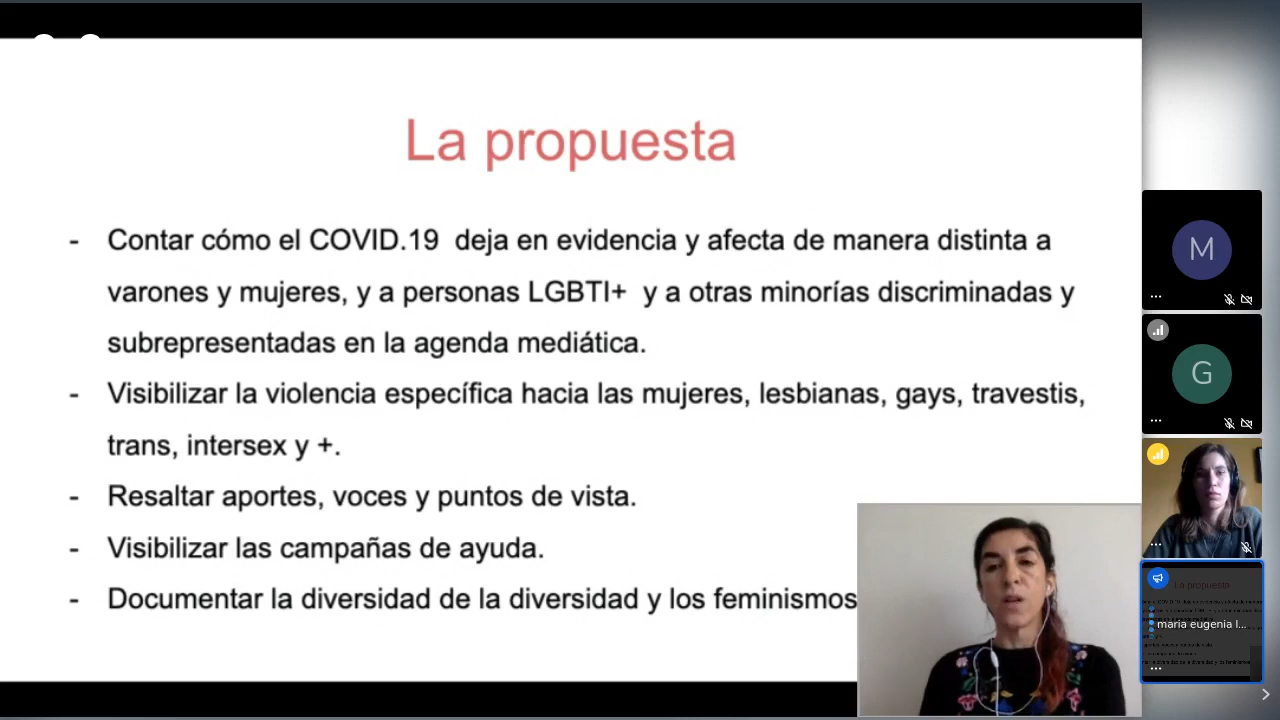 La propuesta
- Contar cómo el COVID.19 deja en evidencia y afecta de manera distinta a
varones y mujeres, y a personas LGBTI+ y a otras minorías discriminadas y
subrepresentadas en la agenda mediática.
- Visibilizar la violencia específica hacia las mujeres, lesbianas, gays, travestis,
trans, intersex y +.
- Resaltar aportes, voces y puntos de vista.
- Visibilizar las campañas de ayuda.
- Documentar la diversidad de la diversidad y los feminismos
M
G
La propuesta
maria eugenia l...